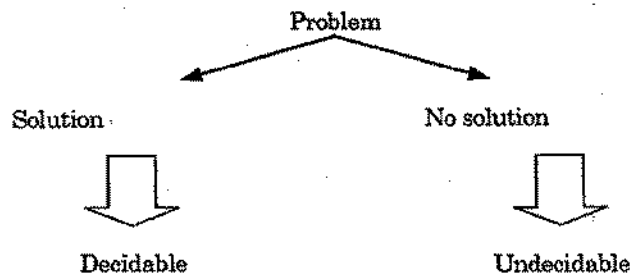 Problem
Solution
No solution
Decidable
Undecidable